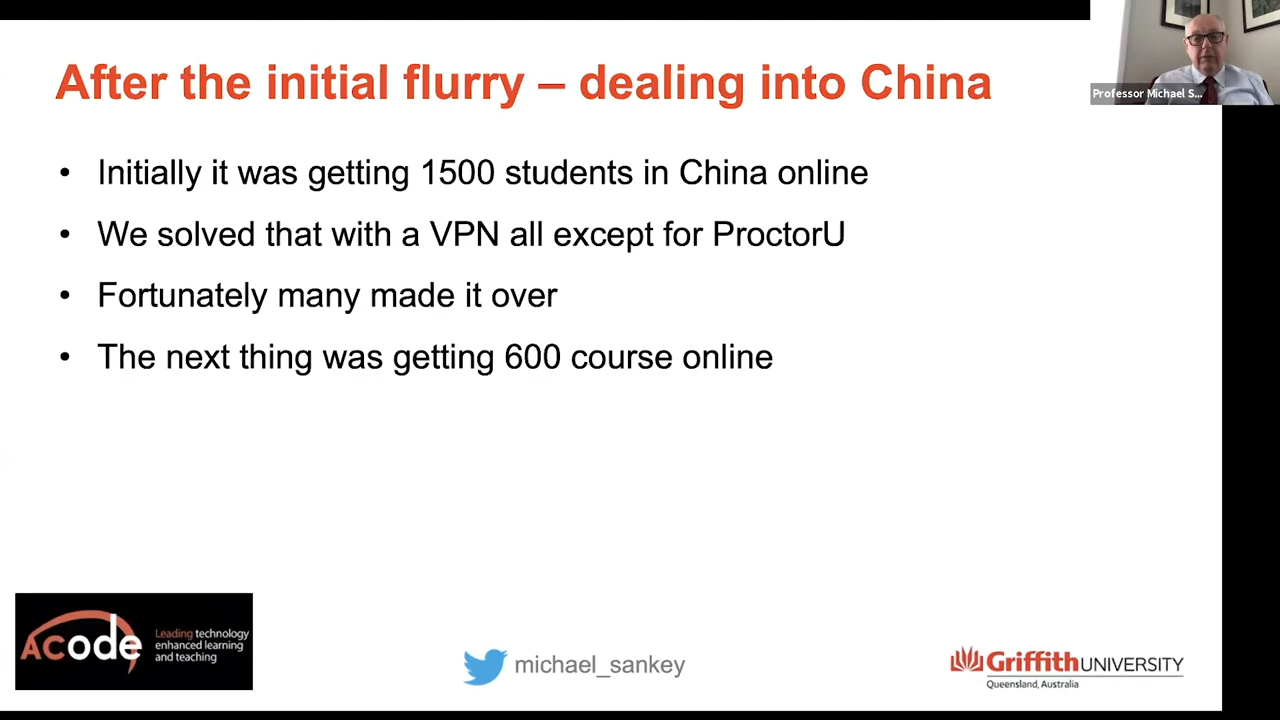 After the initial flurry – dealing into China
Professor Michael S...
• Initially it was getting 1500 students in China online
• We solved that with a VPN all except for ProctorU
• Fortunately many made it over
• The next thing was getting 600 course online
ACode
Leading technology
enhanced learning
and teaching
michael_sankey
Griffith UNIVERSITY
Queensland, Australia